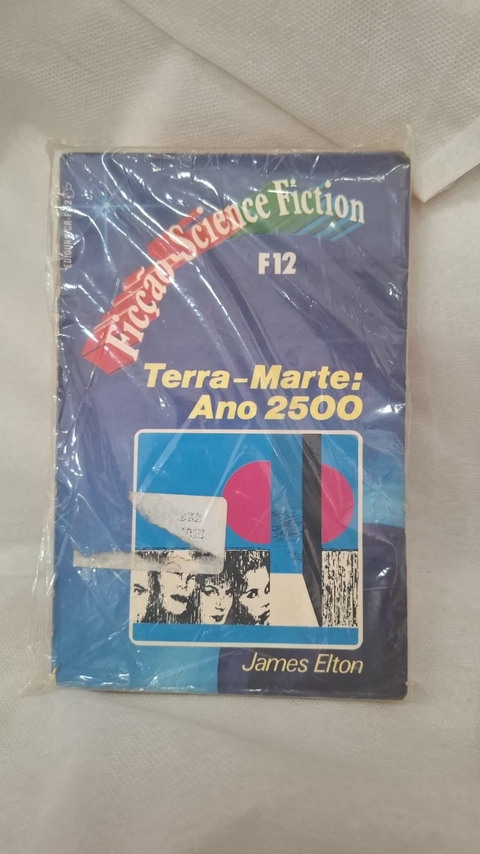 Ficção-Science Fiction
F12
Terra-Marte:
Ano 2500
James Elton